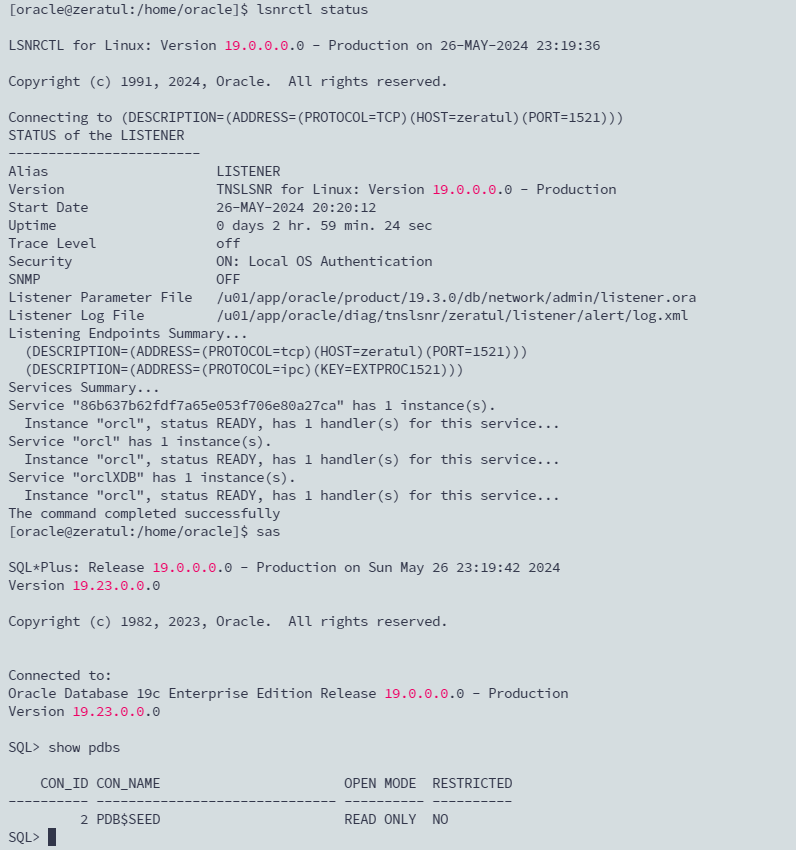 [oracle@zeratul:/home/oracle]$ lsnrctl status
LSNRCTL for Linux: Version 19.0.0.0.0 - Production on 26-MAY-2024 23:19:36
Copyright (c) 1991, 2024, Oracle.  All rights reserved.
Connecting to (DESCRIPTION=(ADDRESS=(PROTOCOL=TCP)(HOST=zeratul)(PORT=1521)))
STATUS of the LISTENER
------------------------
Alias                     LISTENER
Version                   TNSLSNR for Linux: Version 19.0.0.0.0 - Production
Start Date                26-MAY-2024 20:20:12
Uptime                    0 days 2 hr. 59 min. 24 sec
Trace Level               off
Security                  ON: Local OS Authentication
SNMP                      OFF
Listener Parameter File   /u01/app/oracle/product/19.3.0/db/network/admin/listener.ora
Listener Log File         /u01/app/oracle/diag/tnslsnr/zeratul/listener/alert/log.xml
Listening Endpoints Summary...
  (DESCRIPTION=(ADDRESS=(PROTOCOL=tcp)(HOST=zeratul)(PORT=1521)))
  (DESCRIPTION=(ADDRESS=(PROTOCOL=ipc)(KEY=EXTPROC1521)))
Services Summary...
Service "86b637b62fdf7a65e053f706e80a27ca" has 1 instance(s).
  Instance "orcl", status READY, has 1 handler(s) for this service...
Service "orcl" has 1 instance(s).
  Instance "orcl", status READY, has 1 handler(s) for this service...
Service "orclXDB" has 1 instance(s).
  Instance "orcl", status READY, has 1 handler(s) for this service...
The command completed successfully
[oracle@zeratul:/home/oracle]$ sas
SQL*Plus: Release 19.0.0.0.0 - Production on Sun May 26 23:19:42 2024
Version 19.23.0.0.0
Copyright (c) 1982, 2023, Oracle.  All rights reserved.
Connected to:
Oracle Database 19c Enterprise Edition Release 19.0.0.0.0 - Production
Version 19.23.0.0.0
SQL> show pdbs
    CON_ID CON_NAME                       OPEN MODE  RESTRICTED
---------- ------------------------------ ---------- ----------
         2 PDB$SEED                       READ ONLY  NO
SQL>